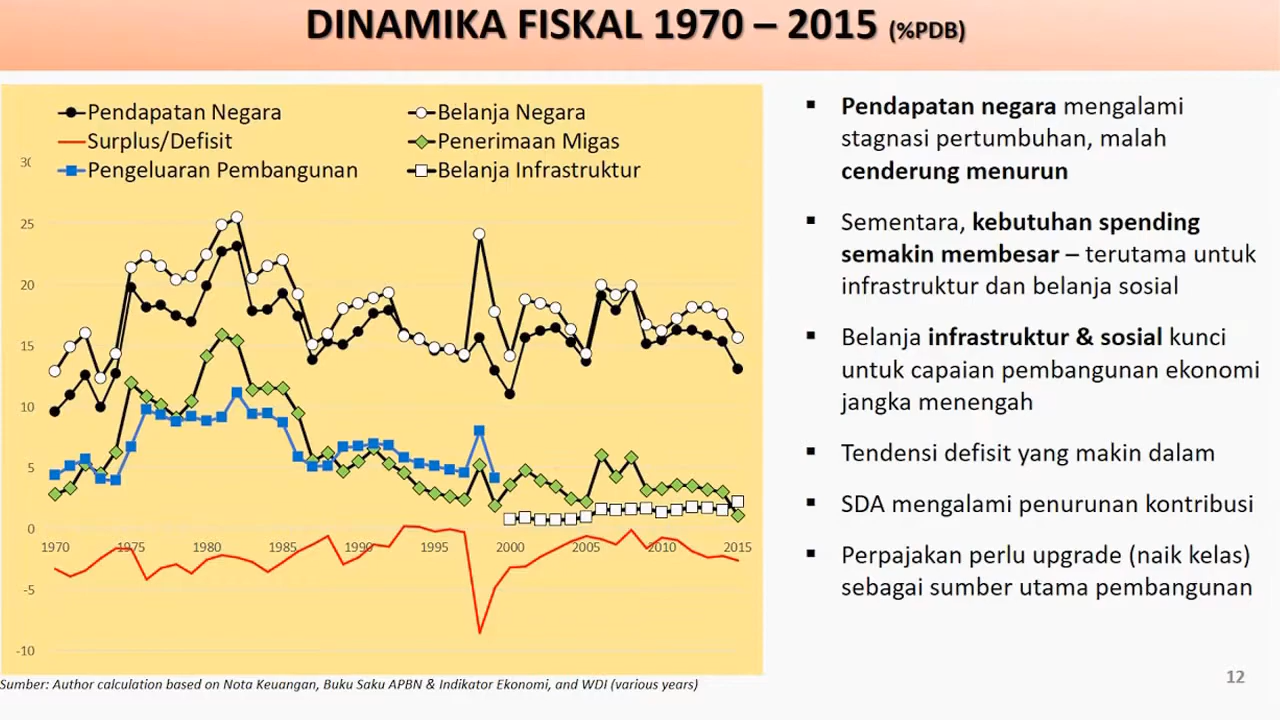 DINAMIKA FISKAL 1970 – 2015 (%PDB)
Pendapatan Negara
Belanja Negara
Surplus/Defisit
Penerimaan Migas
Pengeluaran Pembangunan
Belanja Infrastruktur
30
25
20
15
10
5
0
1970 1975 1980 1985 1990 1995 2000 2005 2010 2015
-5
-10
▪ Pendapatan negara mengalami
stagnasi pertumbuhan, malah
cenderung menurun
▪ Sementara, kebutuhan spending
semakin membesar – terutama untuk
infrastruktur dan belanja sosial
▪ Belanja infrastruktur & sosial kunci
untuk capaian pembangunan ekonomi
jangka menengah
▪ Tendensi defisit yang makin dalam
▪ SDA mengalami penurunan kontribusi
▪ Perpajakan perlu upgrade (naik kelas)
sebagai sumber utama pembangunan
Sumber: Author calculation based on Nota Keuangan, Buku Saku APBN & Indikator Ekonomi, and WDI (various years)
12